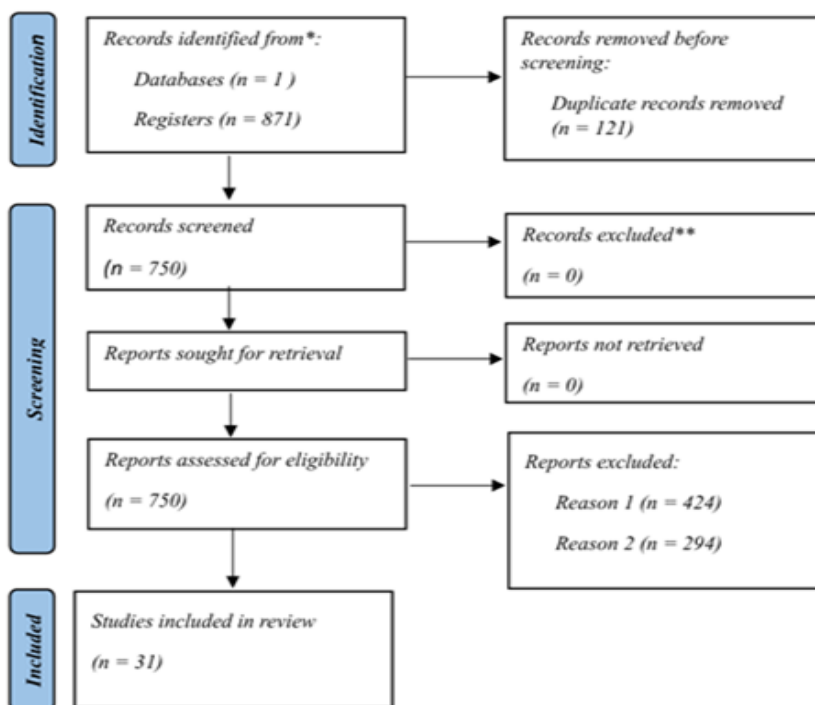 Identification
Records identified from*:
Databases (n = 1 )
Registers (n = 871)
Records removed before
screening:
Duplicate records removed
(n = 121)
Screening
Records screened
(n = 750)
Records excluded**
(n = 0)
Reports sought for retrieval
Reports not retrieved
(n = 0)
Reports assessed for eligibility
(n = 750)
Reports excluded:
Reason 1 (n = 424)
Reason 2 (n = 294)
Included
Studies included in review
(n = 31)